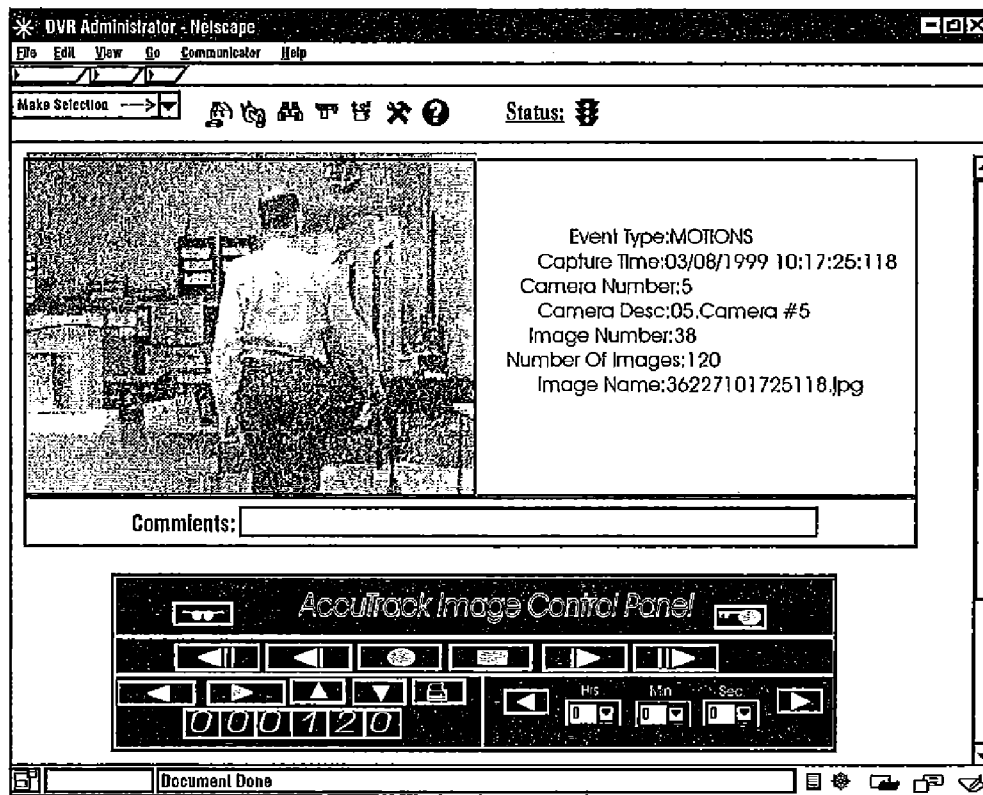 DVR Administrator - Netscape
File Edit View Go Communicator Help
Make Selection --->
Status:
Event Type:MOTIONS
Capture Time:03/08/1999 10:17:25:118
Camera Number:5
Camera Desc:05,Camera #5
Image Number:38
Number Of Images:120
Image Name:36227101725118.jpg
Commients:
AccuTrack Image Control Panel
Hrs Min Sec
0 0 0
000120
Document Done